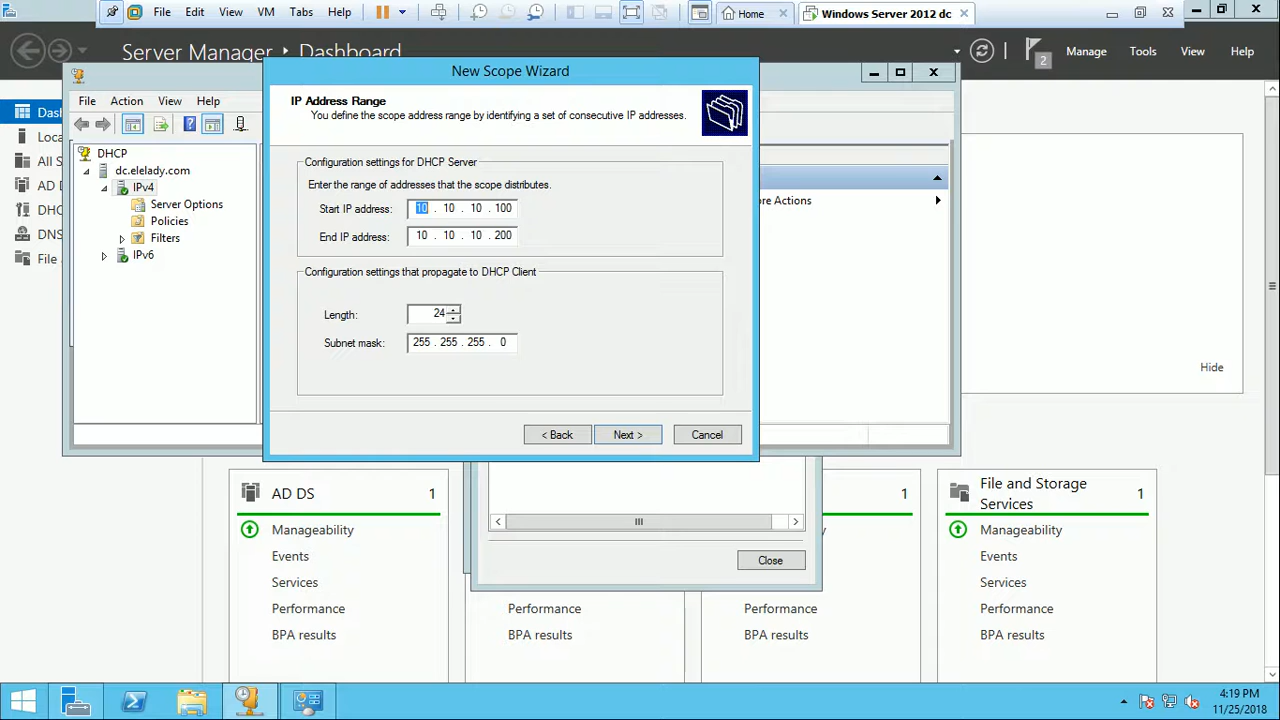 File Edit View VM Tabs Help
Home
Windows Server 2012 dc
Server Manager
Dashboard
2
Manage Tools View Help
New Scope Wizard
File Action View Help
IP Address Range
You define the scope address range by identifying a set of consecutive IP addresses.
DHCP
dc.elelady.com
IPv4
Server Options
Policies
Filters
IPv6
Configuration settings for DHCP Server
Enter the range of addresses that the scope distributes.
Start IP address: 10 . 10 . 10 . 100
End IP address: 10 . 10 . 10 . 200
Configuration settings that propagate to DHCP Client
Length: 24
Subnet mask: 255 . 255 . 255 . 0
< Back Next > Cancel
Hide
AD DS 1
Manageability
Events
Services
Performance
BPA results
Close
Performance
BPA results
1
Performance
BPA results
File and Storage
Services
1
Manageability
Events
Services
Performance
BPA results
4:19 PM
11/25/2018